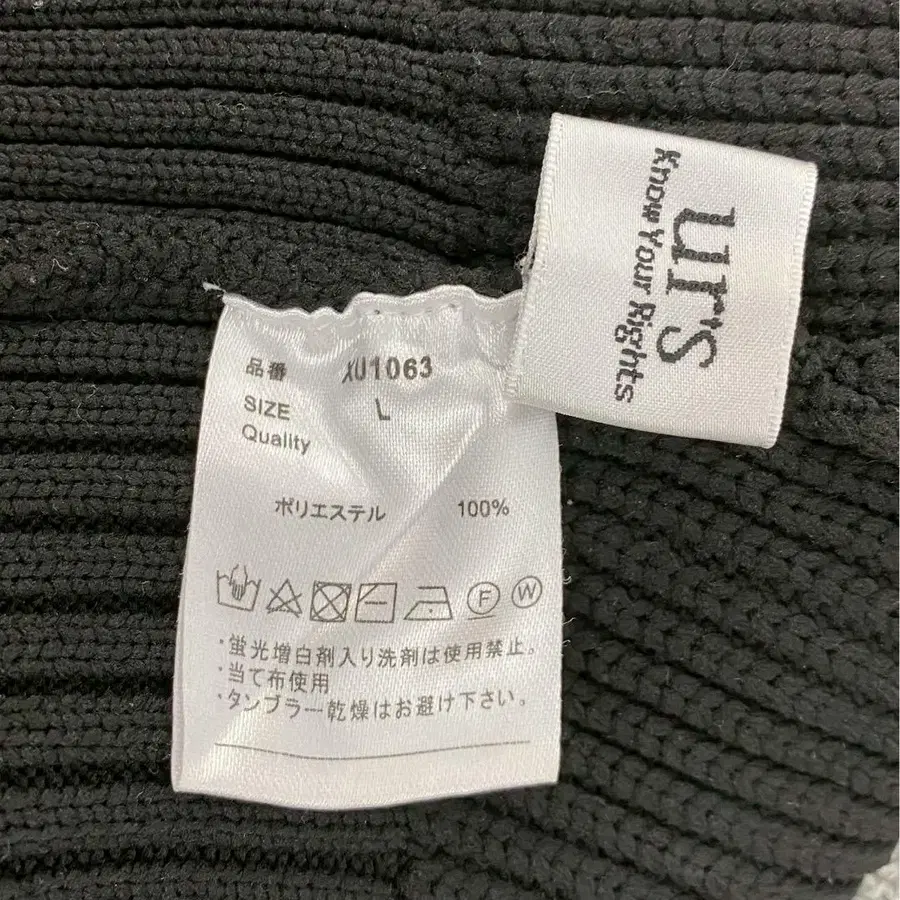 urs
Know Your Rights
品番 XU1063
SIZE L
Quality
ポリエステル 100%
F W
・蛍光増白剤入り洗剤は使用禁止。
・当て布使用
・タンブラー乾燥はお避け下さい。